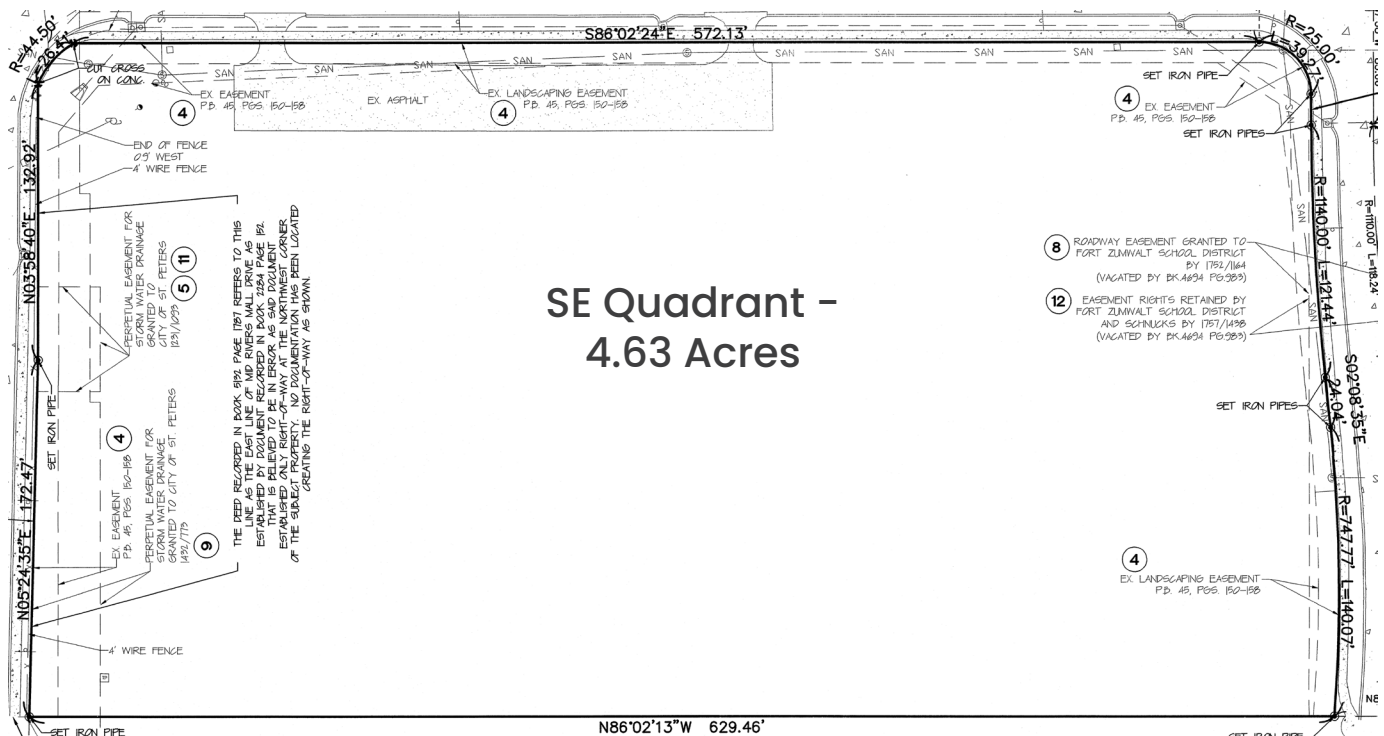 R=44.50'
L=26.47'
S86°02'24"E 572.13'
R=25.00'
L=39.27'
CUT CROSS
ON CONC.
SAN
SAN
SAN
SAN
SAN
SAN
SAN
SAN
SAN
EX. EASEMENT
P.B. 45, PGS. 150-158
4
EX. ASPHALT
EX. LANDSCAPING EASEMENT
P.B. 45, PGS. 150-158
4
SET IRON PIPE
4
EX. EASEMENT
P.B. 45, PGS. 150-158
SET IRON PIPES
SAN
END OF FENCE
0.9' WEST
4' WIRE FENCE
N03°58'40"E 132.92'
PERPETUAL EASEMENT FOR
STORM WATER DRAINAGE
GRANTED TO
CITY OF ST. PETERS
1231/1093
5
11
THE DEED RECORDED IN BOOK 5132 PAGE 1787 REFERS TO THIS
LINE AS THE EAST LINE OF MID RIVERS MALL DRIVE AS
ESTABLISHED BY DOCUMENT RECORDED IN BOOK 2284 PAGE 152.
THAT IS BELIEVED TO BE IN ERROR AS SAID DOCUMENT
ESTABLISHED ONLY RIGHT-OF-WAY AT THE NORTHWEST CORNER
OF THE SUBJECT PROPERTY. NO DOCUMENTATION HAS BEEN LOCATED
CREATING THE RIGHT-OF-WAY AS SHOWN.
SE Quadrant -
4.63 Acres
SAN
R=1140.00' L=121.44'
R=1110.00' L=118.24'
8
ROADWAY EASEMENT GRANTED TO
FORT ZUMWALT SCHOOL DISTRICT
BY 1752/1164
(VACATED BY BK.4694 PG.983)
12
EASEMENT RIGHTS RETAINED BY
FORT ZUMWALT SCHOOL DISTRICT
AND SCHNUCKS BY 1757/1438
(VACATED BY BK.4694 PG.983)
SAN
SET IRON PIPE
SET IRON PIPES
24.04'
SAN
S02°08'35"E
N05°24'35"E 172.47'
EX. EASEMENT
P.B. 45, PGS. 150-158
4
PERPETUAL EASEMENT FOR
STORM WATER DRAINAGE
GRANTED TO CITY OF ST. PETERS
1432/773
9
R=747.77' L=140.07'
4
EX. LANDSCAPING EASEMENT
P.B. 45, PGS. 150-158
4' WIRE FENCE
N8
SET IRON PIPE
N86°02'13"W 629.46'
SET IRON PIPE